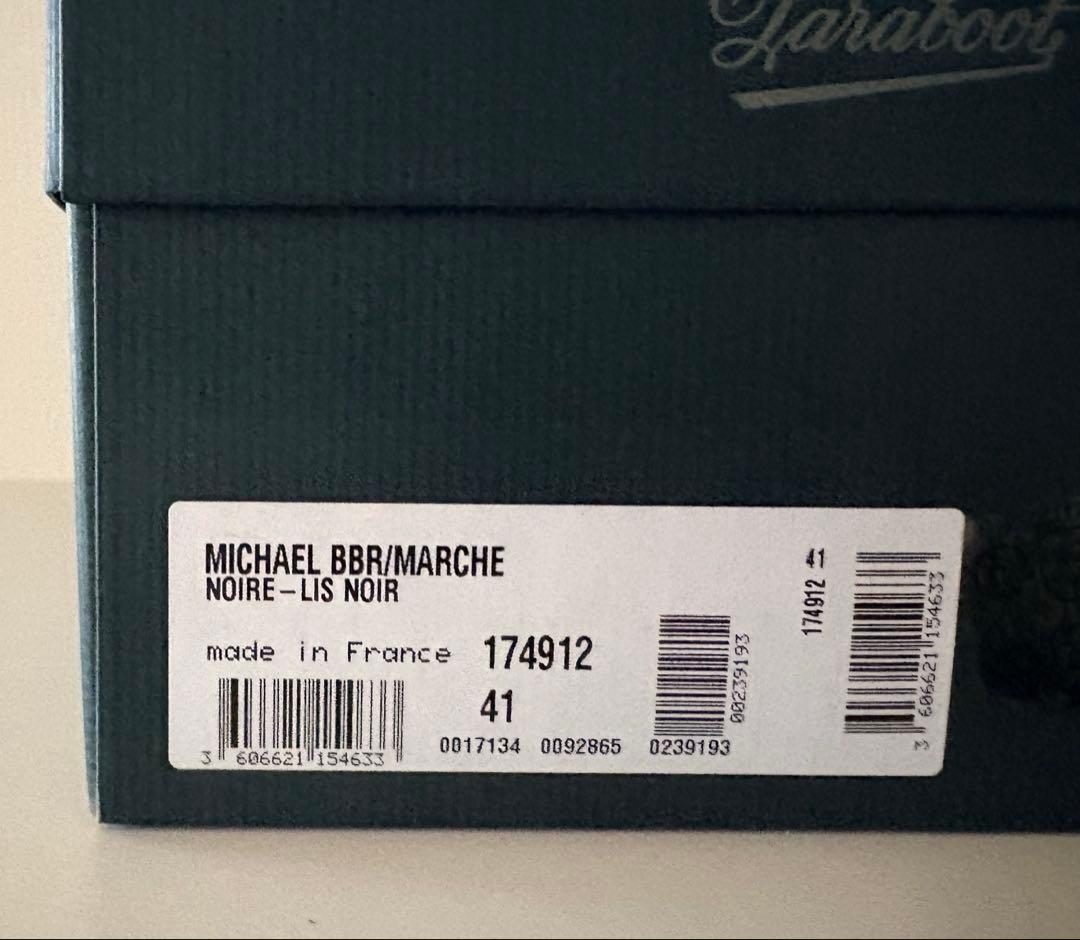 Paraboot
MICHAEL BBR/MARCHE
NOIRE-LIS NOIR
made in France 174912
41
3 606621 154633
0017134 0092865 0239193
00239193
174912 41
3 606621 154633